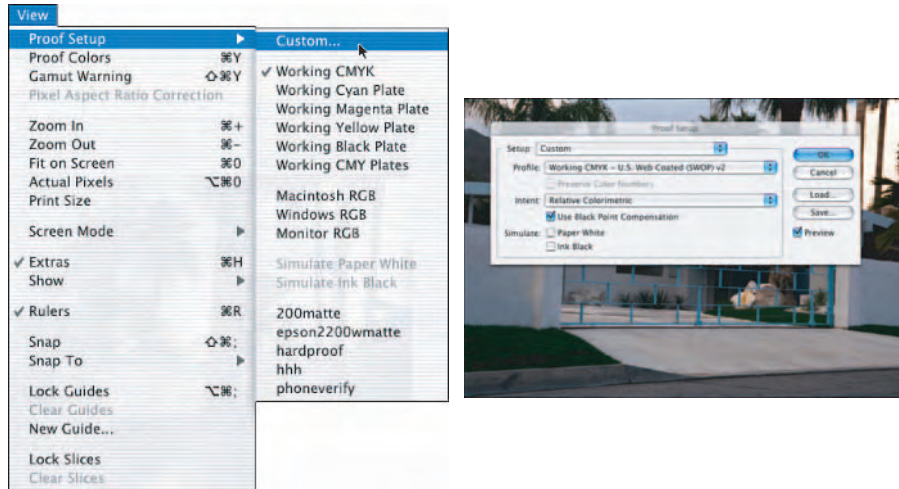 View
Proof Setup
Proof Colors ⌘Y
Gamut Warning ⇧⌘Y
Pixel Aspect Ratio Correction
Zoom In ⌘+
Zoom Out ⌘-
Fit on Screen ⌘0
Actual Pixels ⌥⌘0
Print Size
Screen Mode
✓ Extras ⌘H
Show
✓ Rulers ⌘R
Snap ⇧⌘;
Snap To
Lock Guides ⌥⌘;
Clear Guides
New Guide...
Lock Slices
Clear Slices
Custom...
✓ Working CMYK
Working Cyan Plate
Working Magenta Plate
Working Yellow Plate
Working Black Plate
Working CMY Plates
Macintosh RGB
Windows RGB
Monitor RGB
Simulate Paper White
Simulate Ink Black
200matte
epson2200wmatte
hardproof
hhh
phoneverify
Proof Setup
Setup: Custom
Profile: Working CMYK - U.S. Web Coated (SWOP) v2
Preserve Color Numbers
Intent: Relative Colorimetric
Use Black Point Compensation
Simulate: Paper White
Ink Black
OK
Cancel
Load...
Save...
Preview